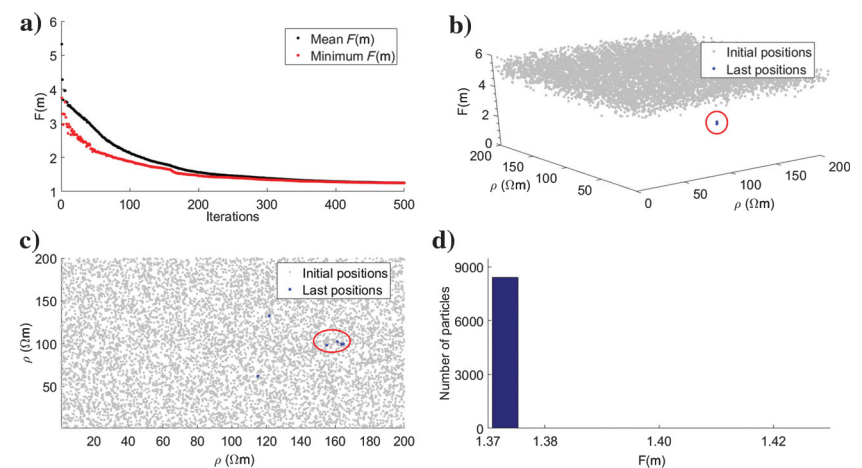 a)
6
5
4
3
2
1
F(m)
Mean F(m)
Minimum F(m)
0
100
200
300
400
500
Iterations
b)
6
4
2
0
F(m)
Initial positions
Last positions
200
150
100
50
ρ (Ωm)
0
50
100
150
200
ρ (Ωm)
c)
200
150
100
50
ρ (Ωm)
Initial positions
Last positions
20
40
60
80
100
120
140
160
180
200
ρ (Ωm)
d)
9000
6000
3000
0
Number of particles
1.37
1.38
1.40
1.42
F(m)